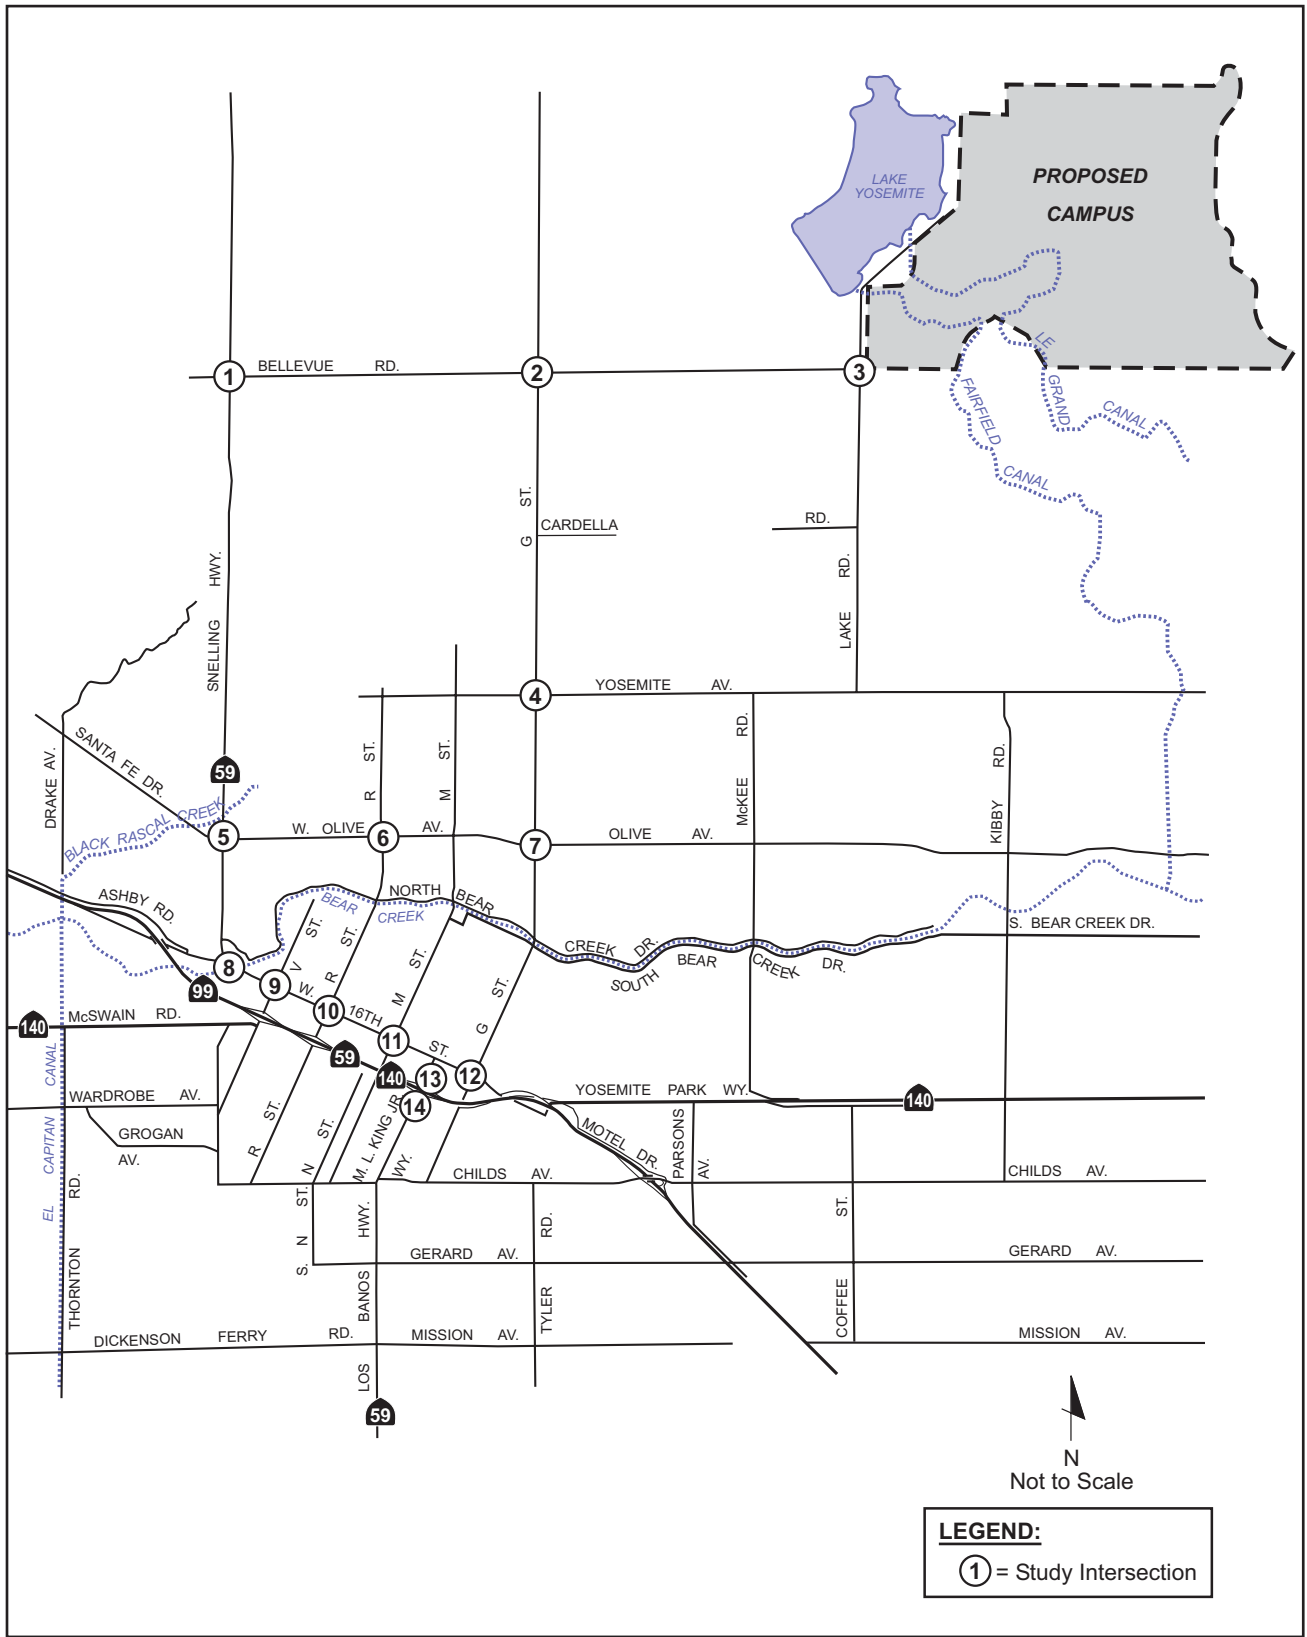 LAKE
YOSEMITE
PROPOSED
CAMPUS
1
BELLEVUE RD.
2
3
LE
GRAND
CANAL
FAIRFIELD
CANAL
G ST.
CARDELLA
RD.
LAKE RD.
SNELLING HWY.
4
YOSEMITE AV.
SANTA FE DR.
DRAKE AV.
59
R ST.
M ST.
McKEE RD.
KIBBY RD.
BLACK RASCAL CREEK
5
W. OLIVE AV.
6
7
OLIVE AV.
ASHBY RD.
BEAR
CREEK
NORTH BEAR
CREEK DR.
SOUTH BEAR CREEK DR.
S. BEAR CREEK DR.
8
9
V ST.
R ST.
M ST.
G ST.
W. 16TH ST.
10
11
12
13
14
99
140
McSWAIN RD.
59
140
EL CAPITAN CANAL
WARDROBE AV.
GROGAN
AV.
R ST.
N ST.
M. L. KING JR.
WY.
YOSEMITE PARK WY.
140
MOTEL DR.
PARSONS
AV.
CHILDS AV.
CHILDS AV.
THORNTON RD.
S. N ST.
LOS BANOS HWY.
TYLER RD.
COFFEE ST.
GERARD AV.
GERARD AV.
DICKENSON FERRY RD.
MISSION AV.
MISSION AV.
59
N
Not to Scale
LEGEND:
1 = Study Intersection